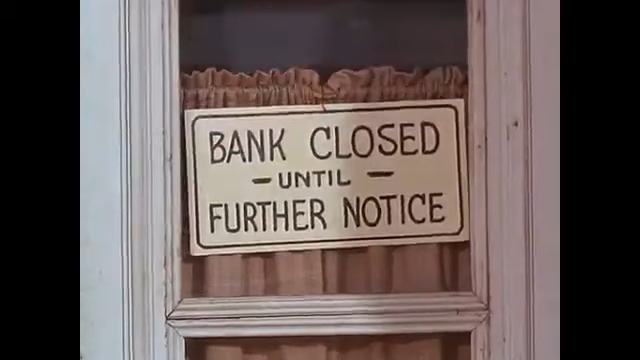 BANK CLOSED
– UNTIL –
FURTHER NOTICE